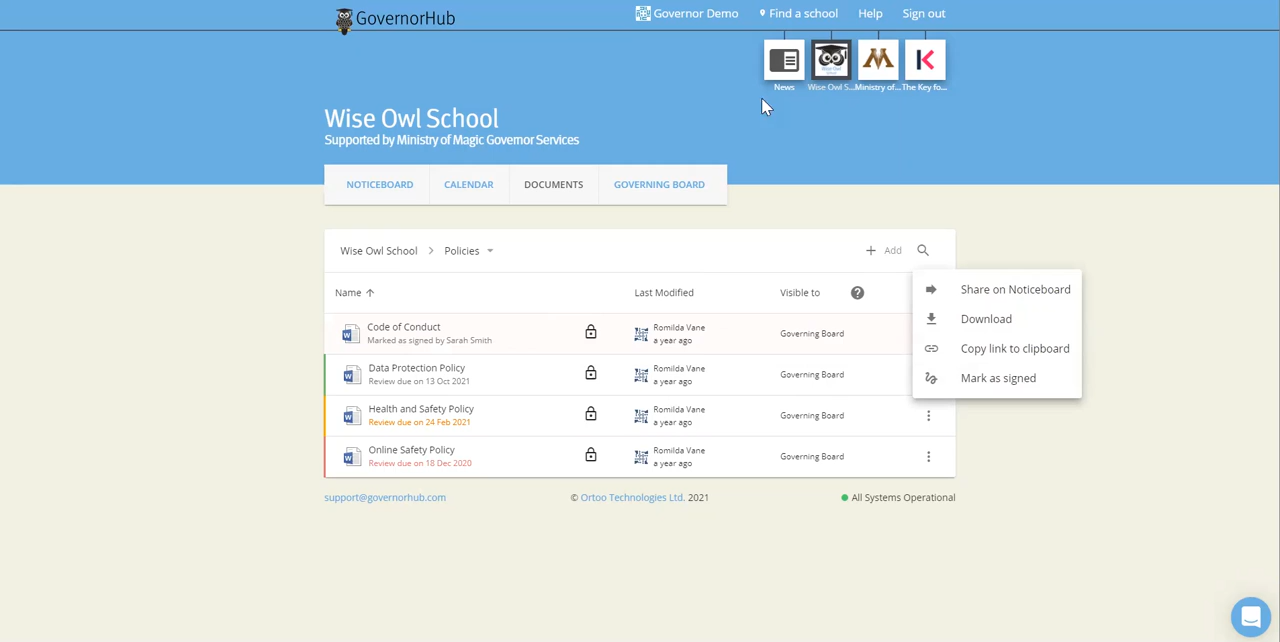 GovernorHub
Governor Demo
Find a school
Help
Sign out
News
Wise Owl S...
Ministry of...
The Key fo...
Wise Owl School
Supported by Ministry of Magic Governor Services
NOTICEBOARD
CALENDAR
DOCUMENTS
GOVERNING BOARD
Wise Owl School > Policies
+ Add
Name
Last Modified
Visible to
Code of Conduct
Marked as signed by Sarah Smith
Romilda Vane
a year ago
Governing Board
Data Protection Policy
Review due on 13 Oct 2021
Romilda Vane
a year ago
Governing Board
Health and Safety Policy
Review due on 24 Feb 2021
Romilda Vane
a year ago
Governing Board
Online Safety Policy
Review due on 18 Dec 2020
Romilda Vane
a year ago
Governing Board
Share on Noticeboard
Download
Copy link to clipboard
Mark as signed
support@governorhub.com
© Ortoo Technologies Ltd. 2021
All Systems Operational